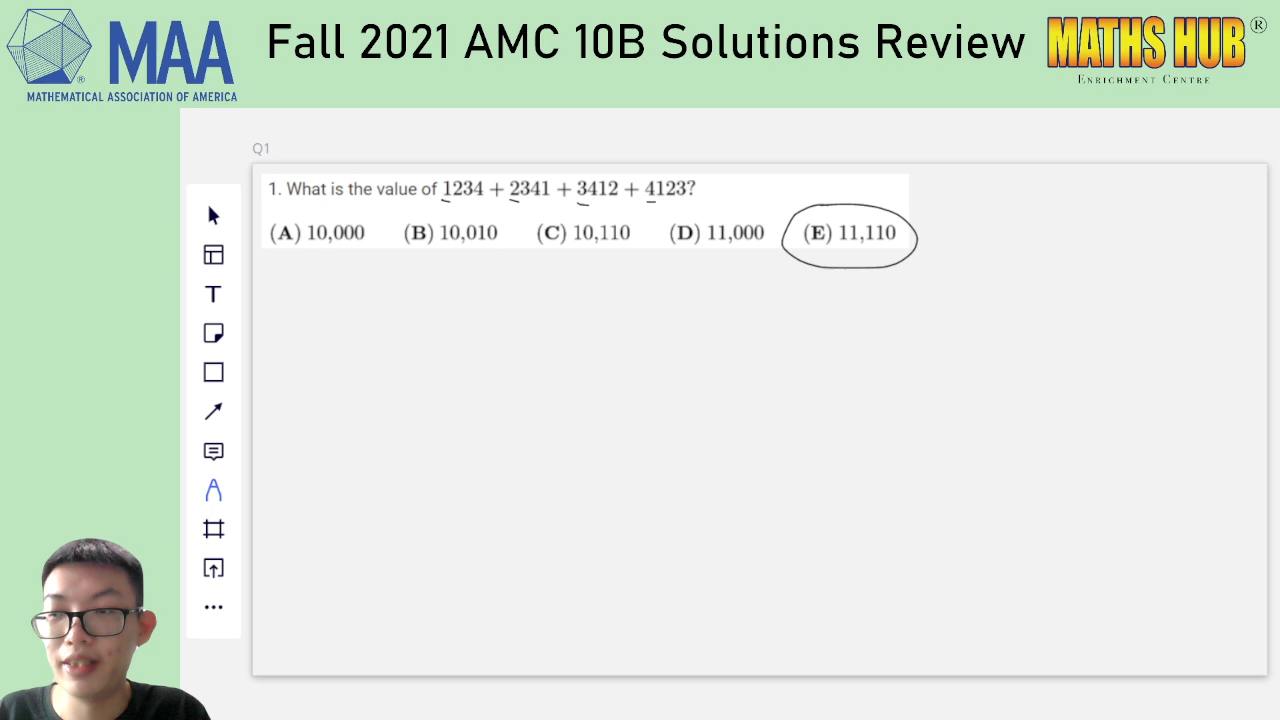 MAA
MATHEMATICAL ASSOCIATION OF AMERICA
Fall 2021 AMC 10B Solutions Review
MATHS HUB ®
ENRICHMENT CENTRE
Q1
1. What is the value of 1234 + 2341 + 3412 + 4123?
(A) 10,000 (B) 10,010 (C) 10,110 (D) 11,000 (E) 11,110